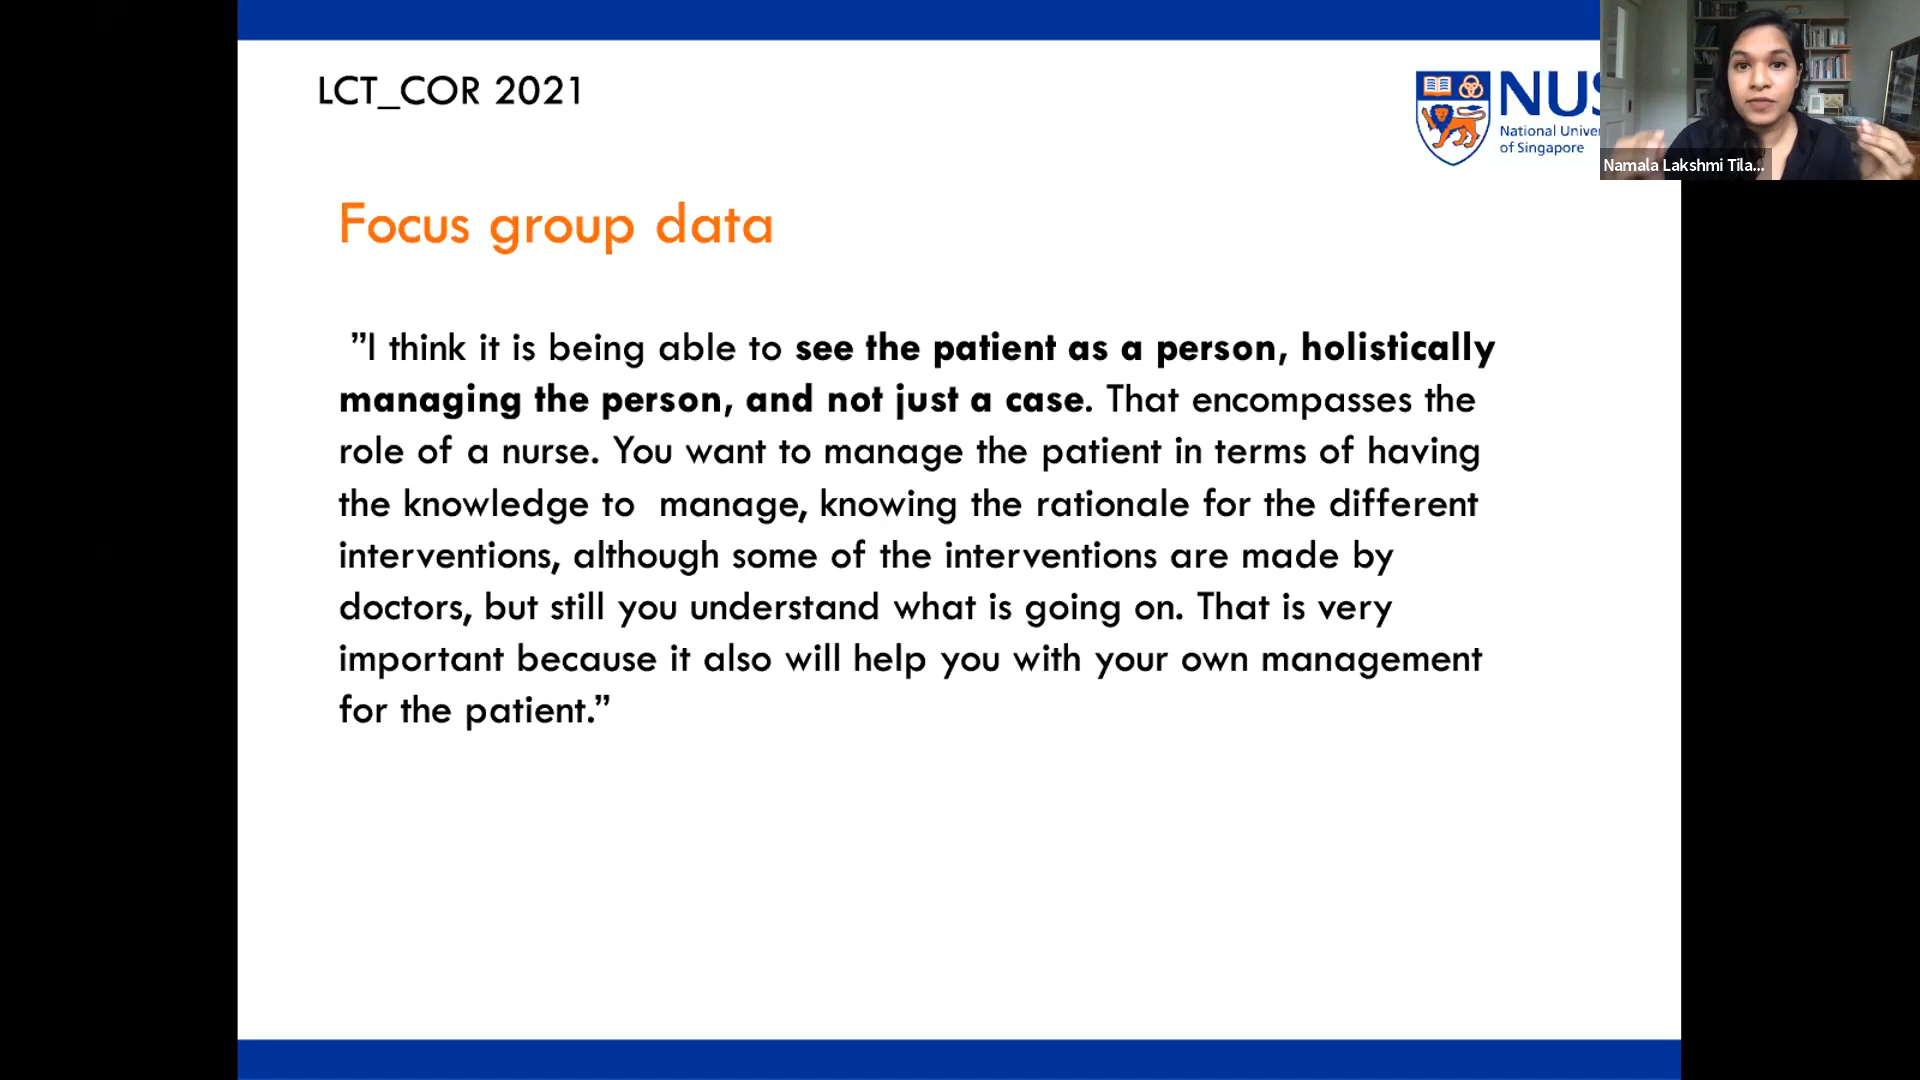 LCT_COR 2021
NUS
National Univer
of Singapore
Namala Lakshmi Tila...
Focus group data
”I think it is being able to see the patient as a person, holistically
managing the person, and not just a case. That encompasses the
role of a nurse. You want to manage the patient in terms of having
the knowledge to  manage, knowing the rationale for the different
interventions, although some of the interventions are made by
doctors, but still you understand what is going on. That is very
important because it also will help you with your own management
for the patient.”